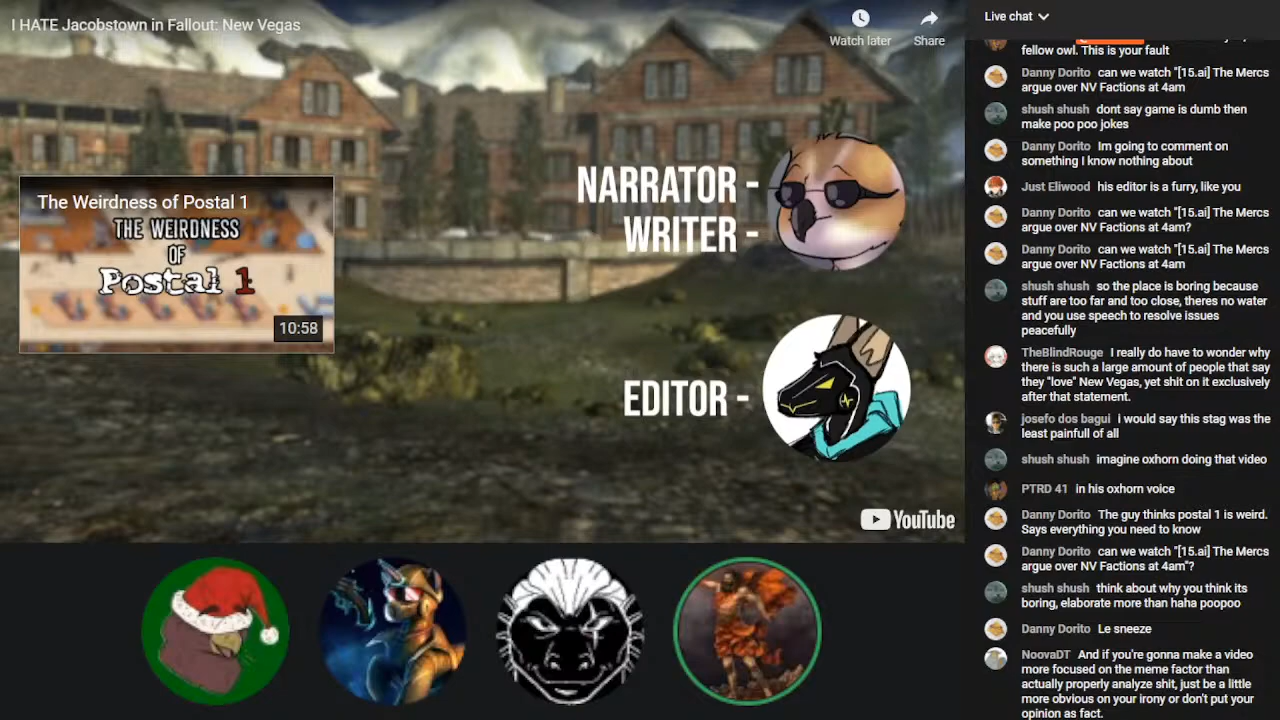 I HATE Jacobstown in Fallout: New Vegas
Watch later
Share
The Weirdness of Postal 1
THE WEIRDNESS
OF
Postal 1
10:58
NARRATOR -
WRITER -
EDITOR -
YouTube
Live chat
fellow owl. This is your fault
Danny Dorito can we watch "[15.ai] The Mercs
argue over NV Factions at 4am
shush shush dont say game is dumb then
make poo poo jokes
Danny Dorito Im going to comment on
something I know nothing about
Just Eliwood his editor is a furry, like you
Danny Dorito can we watch "[15.ai] The Mercs
argue over NV Factions at 4am?
Danny Dorito can we watch "[15.ai] The Mercs
argue over NV Factions at 4am
shush shush so the place is boring because
stuff are too far and too close, theres no water
and you use speech to resolve issues
peacefully
TheBlindRouge I really do have to wonder why
there is such a large amount of people that say
they "love" New Vegas, yet shit on it exclusively
after that statement.
josefo dos bagui i would say this stag was the
least painfull of all
shush shush imagine oxhorn doing that video
PTRD 41 in his oxhorn voice
Danny Dorito The guy thinks postal 1 is weird.
Says everything you need to know
Danny Dorito can we watch "[15.ai] The Mercs
argue over NV Factions at 4am"?
shush shush think about why you think its
boring, elaborate more than haha poopoo
Danny Dorito Le sneeze
NoovaDT And if you're gonna make a video
more focused on the meme factor than
actually properly analyze shit, just be a little
more obvious on your irony or don't put your
opinion as fact.